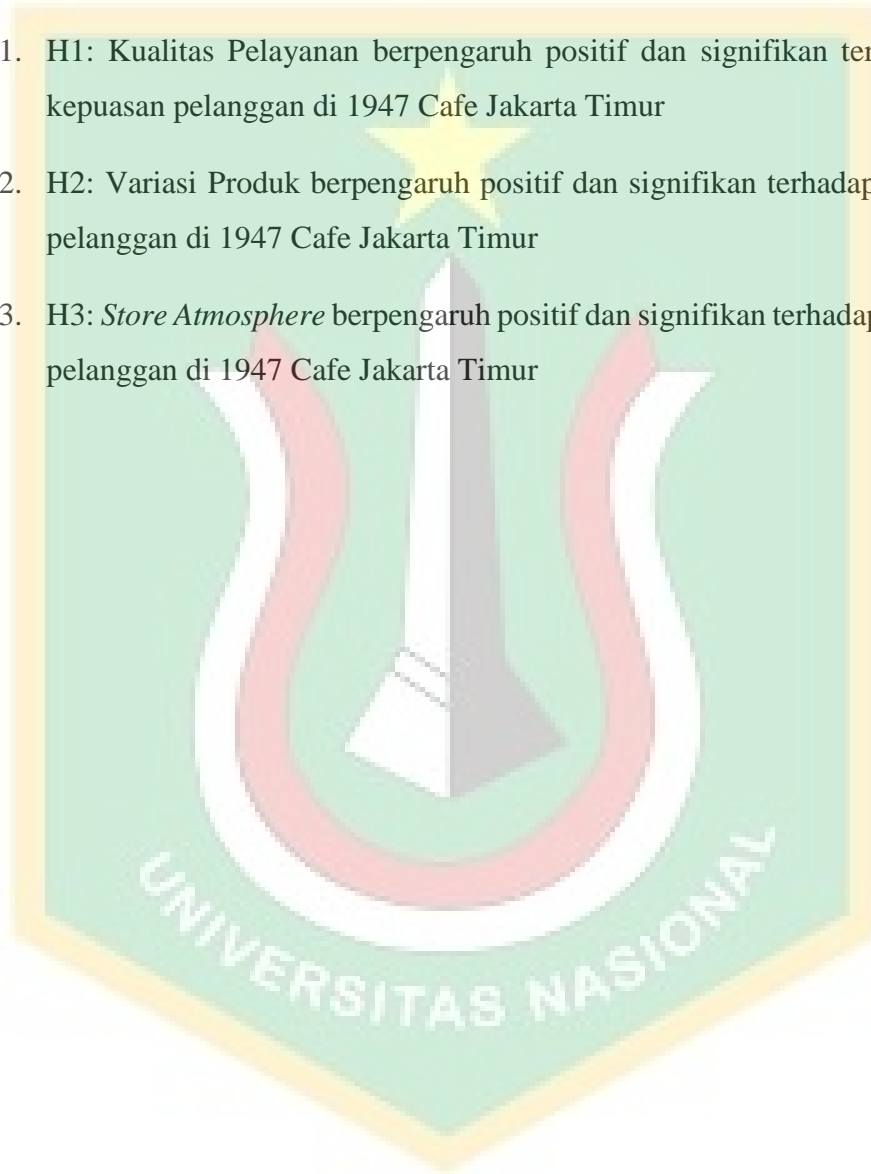 1. H1: Kualitas Pelayanan berpengaruh positif dan signifikan ter
kepuasan pelanggan di 1947 Cafe Jakarta Timur
2. H2: Variasi Produk berpengaruh positif dan signifikan terhadap
pelanggan di 1947 Cafe Jakarta Timur
3. H3: Store Atmosphere berpengaruh positif dan signifikan terhadap
pelanggan di 1947 Cafe Jakarta Timur
UNIVERSITAS NASIONAL